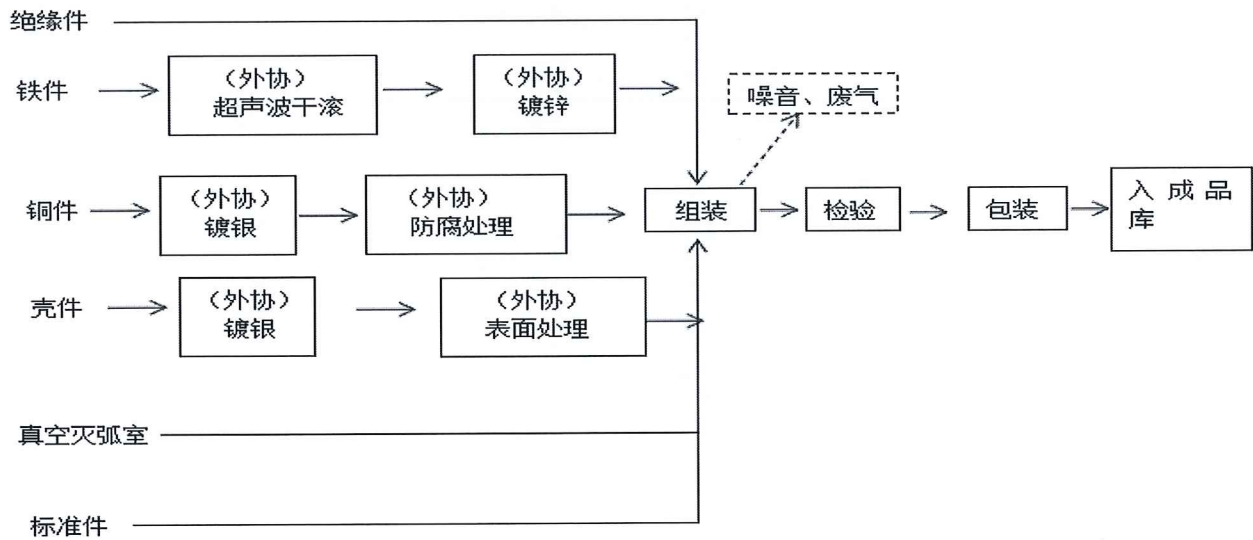 绝缘件
铁件
（外协）
超声波干滚
（外协）
镀锌
噪音、废气
铜件
（外协）
镀银
（外协）
防腐处理
组装
检验
包装
入成品
库
壳件
（外协）
镀银
（外协）
表面处理
真空灭弧室
标准件